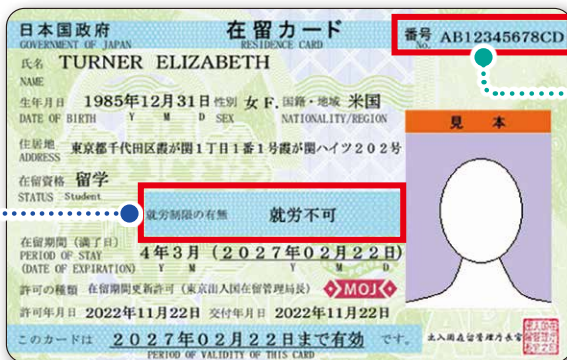 日本国政府 在留カード 番号 AB12345678CD
GOVERNMENT OF JAPAN RESIDENCE CARD No.
氏名 TURNER ELIZABETH
NAME
生年月日 1985年12月31日 性別 女 F. 国籍・地域 米国
DATE OF BIRTH Y M D SEX NATIONALITY/REGION
見本
住居地 東京都千代田区霞が関1丁目1番1号霞が関ハイツ202号
ADDRESS
在留資格 留学
STATUS Student
就労制限の有無 就労不可
在留期間(満了日) 4年3月(2027年02月22日)
PERIOD OF STAY
(DATE OF EXPIRATION) Y M Y M D
許可の種類 在留期間更新許可(東京出入国在留管理局長) MOJ
許可年月日 2022年11月22日 交付年月日 2022年11月22日
このカードは 2027年02月22日まで有効 です。 出入国在留管理庁長官
PERIOD OF VALIDITY OF THIS CARD